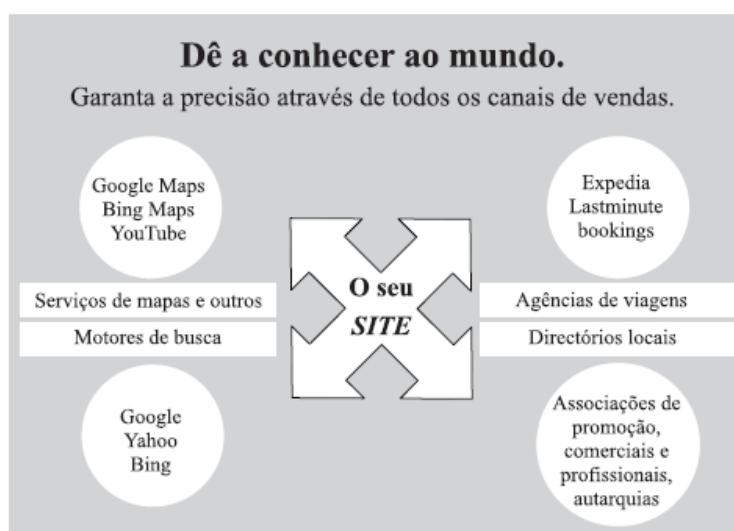 Dê a conhecer ao mundo.
Garanta a precisão através de todos os canais de vendas.
Google Maps
Bing Maps
YouTube
Serviços de mapas e outros
Motores de busca
Google
Yahoo
Bing
O seu
SITE
Expedia
Lastminute
bookings
Agências de viagens
Directórios locais
Associações de
promoção,
comerciais e
profissionais,
autarquias